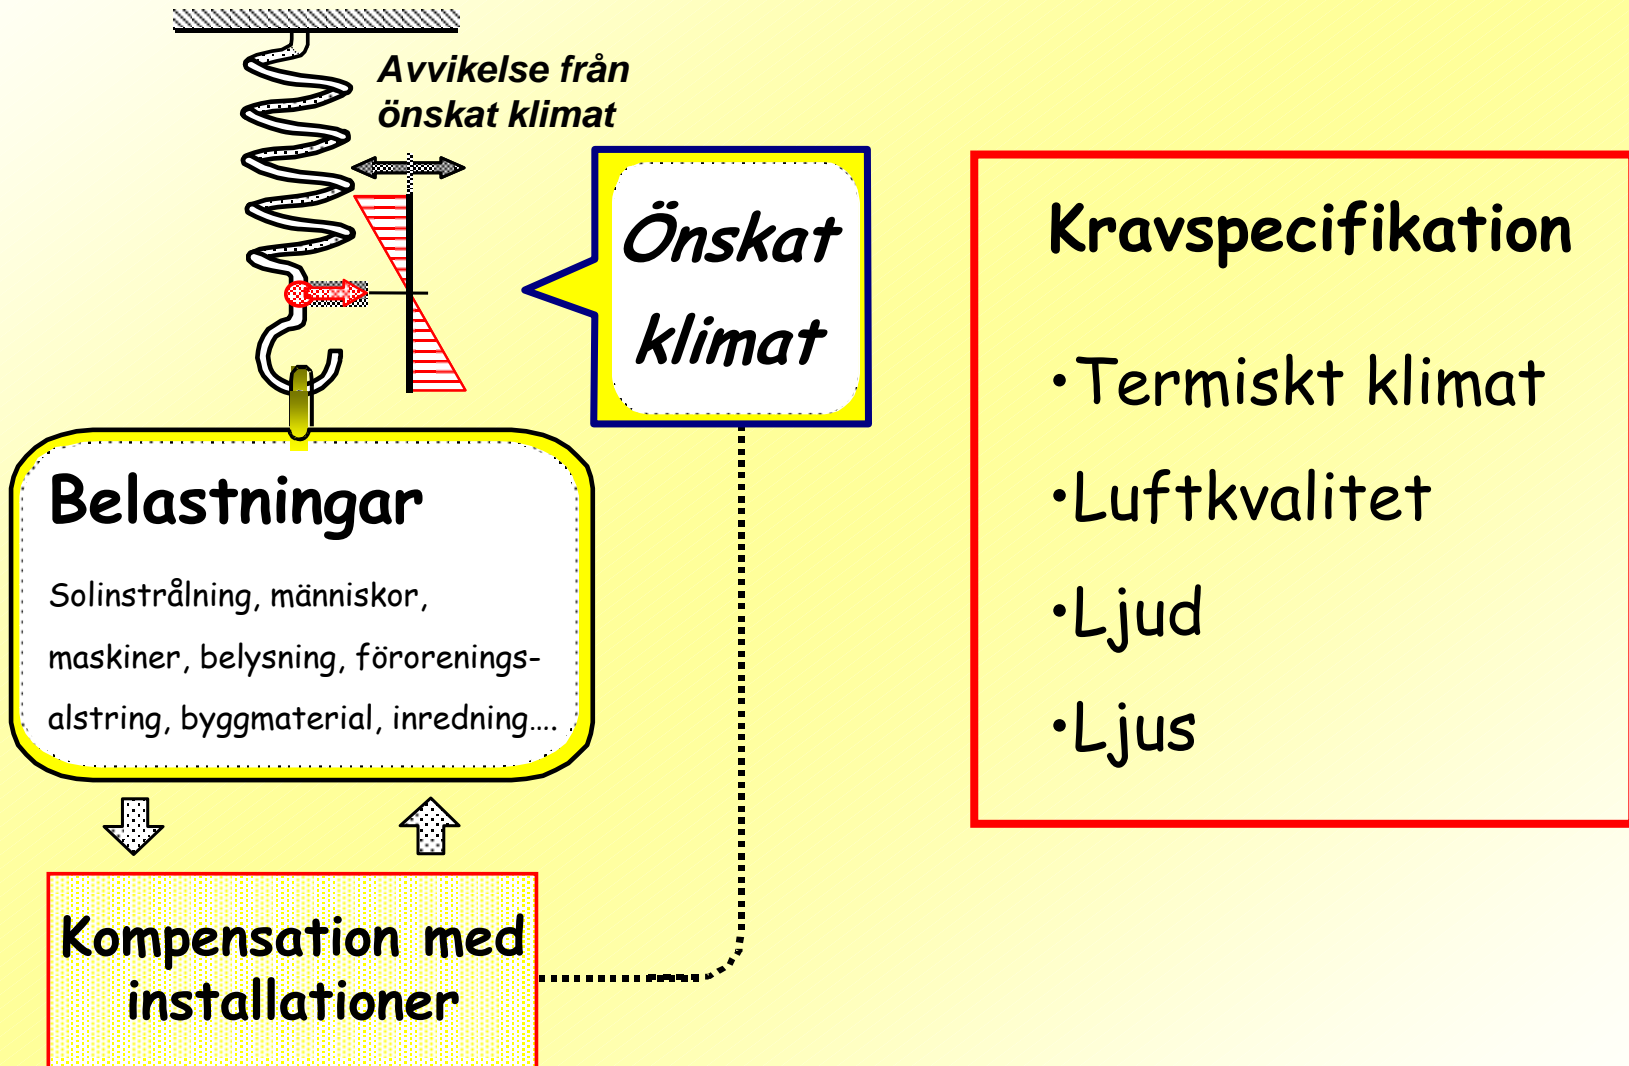 Avvikelse från
önskat klimat
Önskat
klimat
Belastningar
Solinstrålning, människor,
maskiner, belysning, förorenings-
alstring, byggmaterial, inredning….
Kompensation med
installationer
Kravspecifikation
•Termiskt klimat
•Luftkvalitet
•Ljud
•Ljus